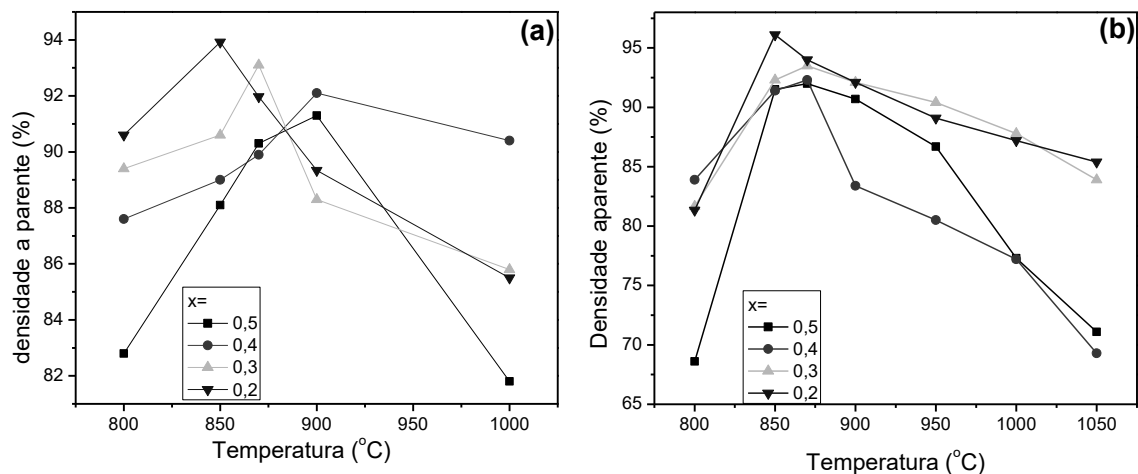 (a)
94
92
90
88
86
84
82
densidade a parente (%)
x=
0,5
0,4
0,3
0,2
800 850 900 950 1000
Temperatura (°C)
(b)
95
90
85
80
75
70
65
Densidade aparente (%)
x=
0,5
0,4
0,3
0,2
800 850 900 950 1000 1050
Temperatura (°C)